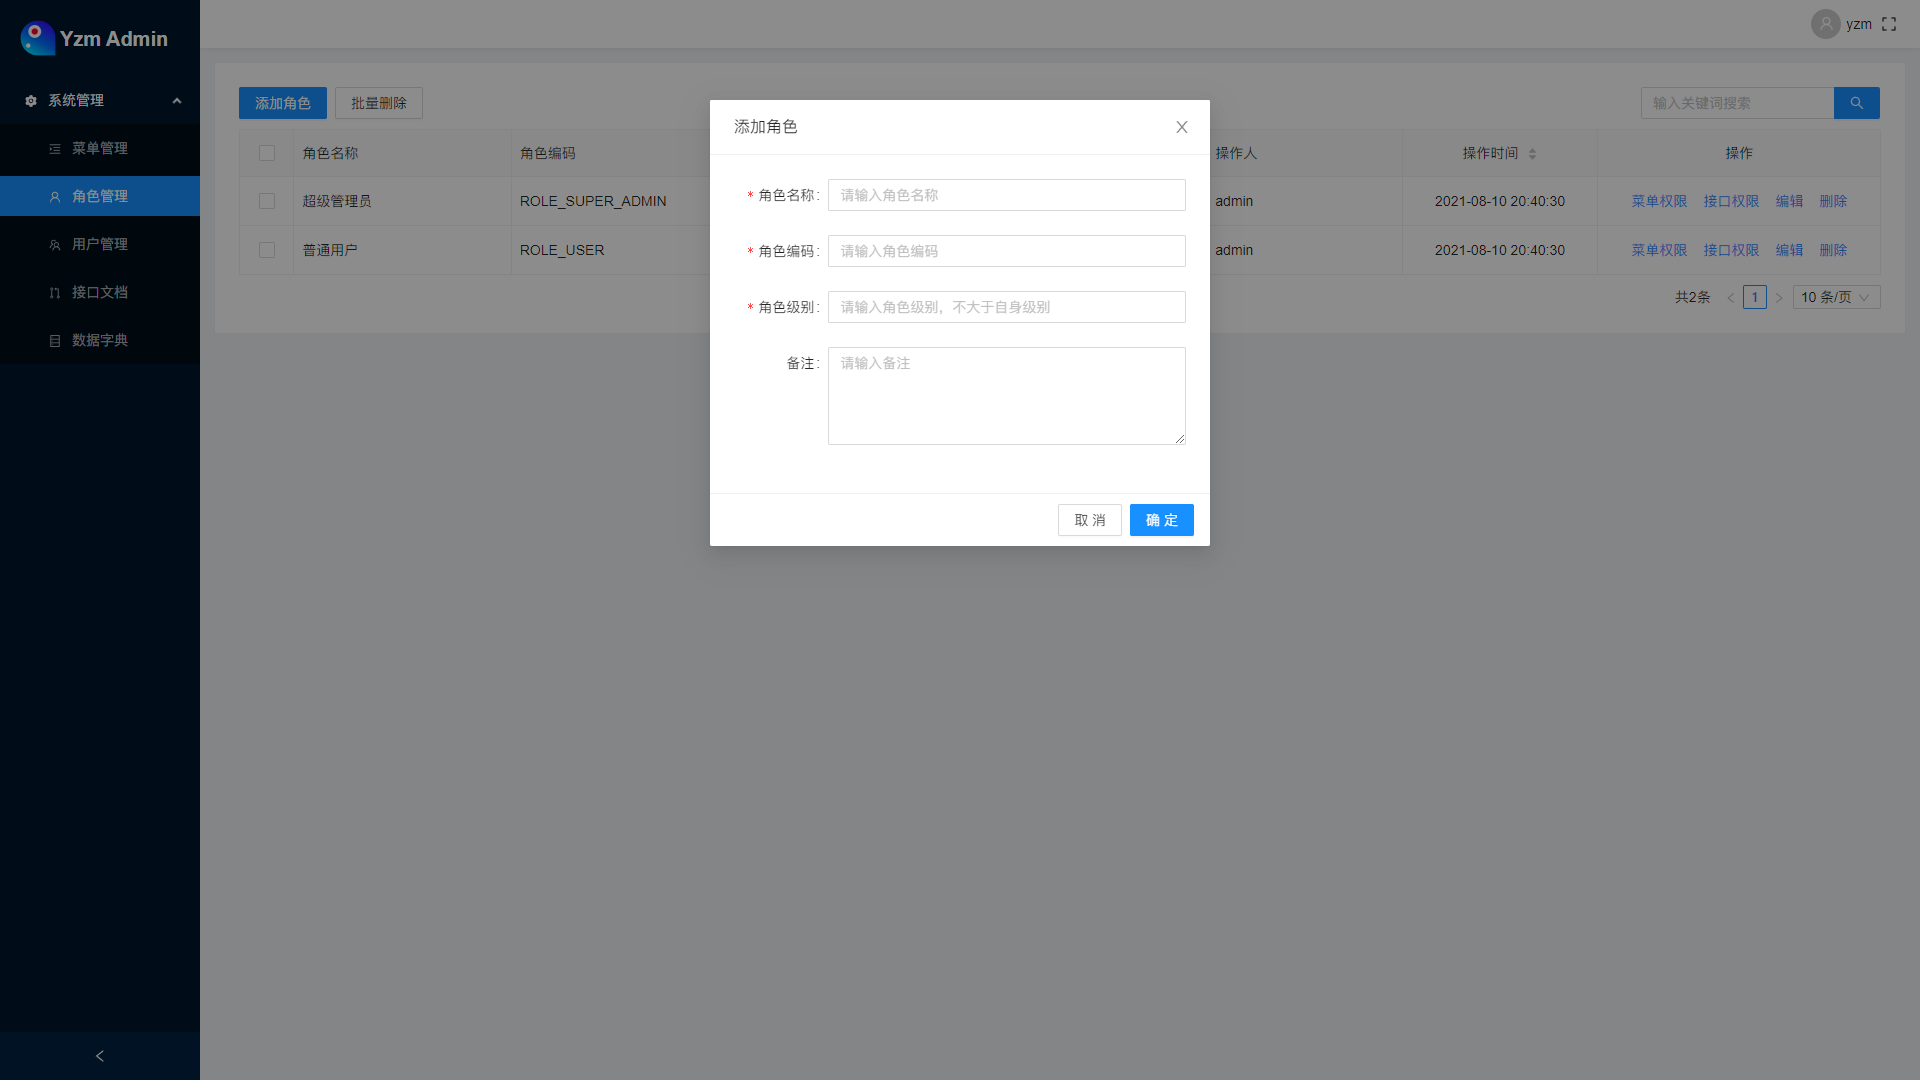 Yzm Admin
yzm
系统管理
菜单管理
角色管理
用户管理
接口文档
数据字典
添加角色 批量删除
输入关键词搜索
角色名称 角色编码 操作人 操作时间 操作
超级管理员 ROLE_SUPER_ADMIN admin 2021-08-10 20:40:30 菜单权限 接口权限 编辑 删除
普通用户 ROLE_USER admin 2021-08-10 20:40:30 菜单权限 接口权限 编辑 删除
共2条 1 10 条/页
添加角色
* 角色名称: 请输入角色名称
* 角色编码: 请输入角色编码
* 角色级别: 请输入角色级别，不大于自身级别
备注: 请输入备注
取 消 确 定